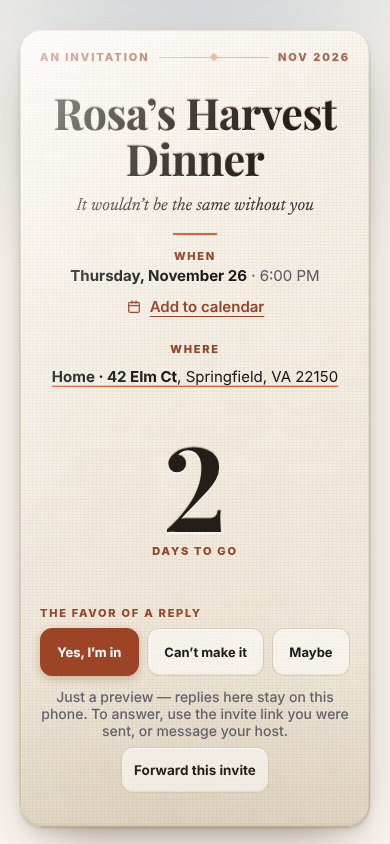 AN INVITATION NOV 2026
Rosa’s Harvest
Dinner
It wouldn’t be the same without you
WHEN
Thursday, November 26 · 6:00 PM
Add to calendar
WHERE
Home · 42 Elm Ct, Springfield, VA 22150
2
DAYS TO GO
THE FAVOR OF A REPLY
Yes, I’m in Can’t make it Maybe
Just a preview — replies here stay on this
phone. To answer, use the invite link you were
sent, or message your host.
Forward this invite